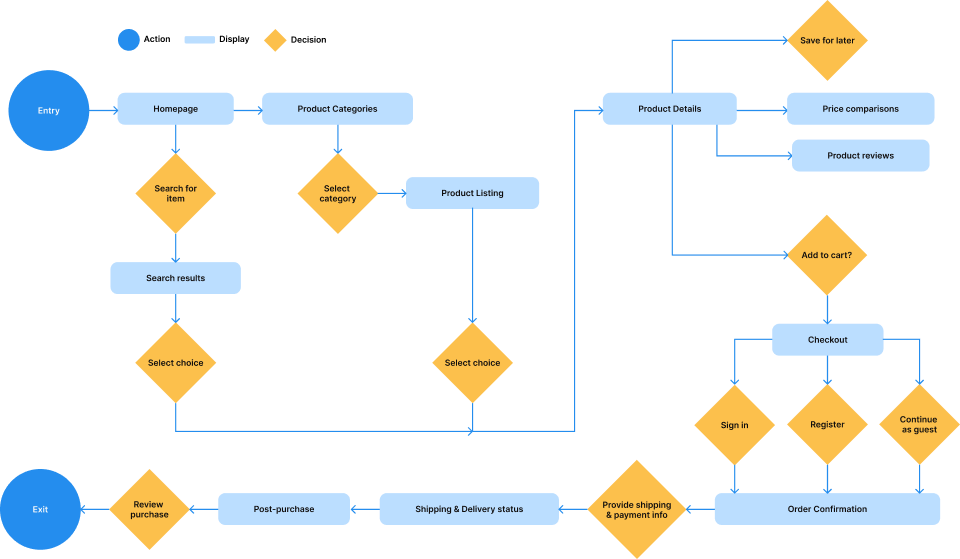 Action
Display
Decision
Save for later
Entry
Homepage
Product Categories
Product Details
Price comparisons
Product reviews
Search for
item
Select
category
Product Listing
Add to cart?
Search results
Checkout
Select choice
Select choice
Sign in
Register
Continue
as guest
Exit
Review
purchase
Post-purchase
Shipping & Delivery status
Provide shipping
& payment info
Order Confirmation